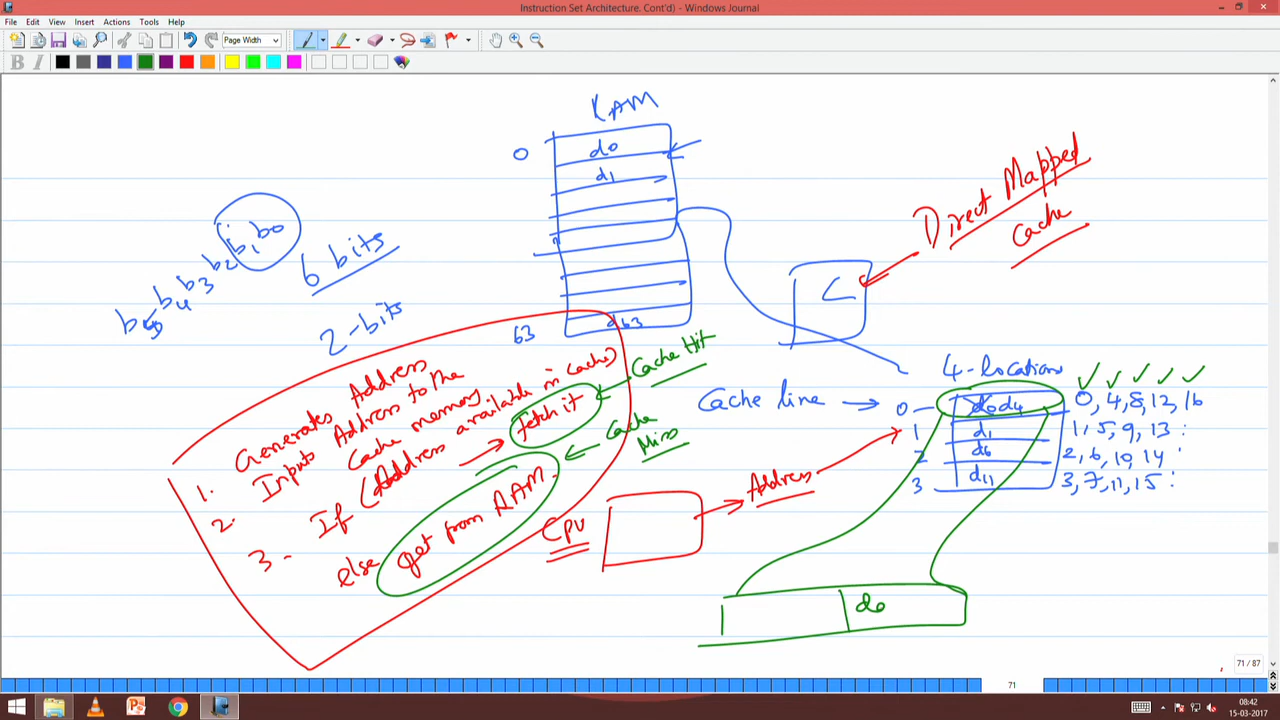 Instruction Set Architecture. Cont'd) - Windows Journal
File Edit View Insert Actions Tools Help
Page Width
B I
RAM
0 d0
d1
63 d63
b5 b4 b3 b2 b1 b0
6 bits
2-bits
Direct Mapped
Cache
C
1. Generates Address
2. Inputs Address to the
Cache memory
3. If (Address available in cache)
fetch it
else get from RAM.
Cache Hit
Cache
Miss
CPU
Address
4-location
Cache line
0 d0 d4 0, 4, 8, 12, 16
1 d1 1, 5, 9, 13 :
2 d6 2, 6, 10, 14 :
3 d11 3, 7, 11, 15 :
d0
71 / 87
71
08:42
15-03-2017